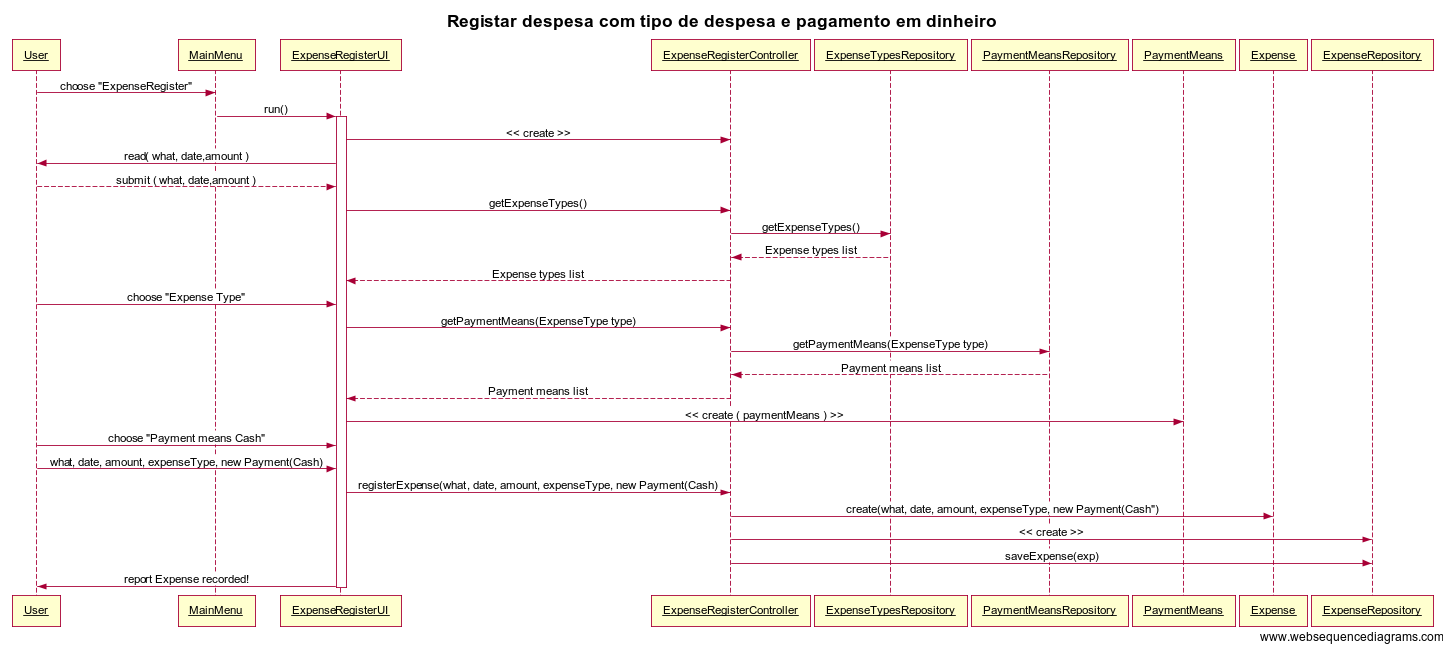 Registar despesa com tipo de despesa e pagamento em dinheiro
User
MainMenu
ExpenseRegisterUI
ExpenseRegisterController
ExpenseTypesRepository
PaymentMeansRepository
PaymentMeans
Expense
ExpenseRepository
choose "ExpenseRegister"
run()
<< create >>
read( what, date,amount )
submit ( what, date,amount )
getExpenseTypes()
getExpenseTypes()
Expense types list
Expense types list
choose "Expense Type"
getPaymentMeans(ExpenseType type)
getPaymentMeans(ExpenseType type)
Payment means list
Payment means list
<< create ( paymentMeans ) >>
choose "Payment means Cash"
what, date, amount, expenseType, new Payment(Cash)
registerExpense(what, date, amount, expenseType, new Payment(Cash)
create(what, date, amount, expenseType, new Payment(Cash")
<< create >>
saveExpense(exp)
report Expense recorded!
User
MainMenu
ExpenseRegisterUI
ExpenseRegisterController
ExpenseTypesRepository
PaymentMeansRepository
PaymentMeans
Expense
ExpenseRepository
www.websequencediagrams.com